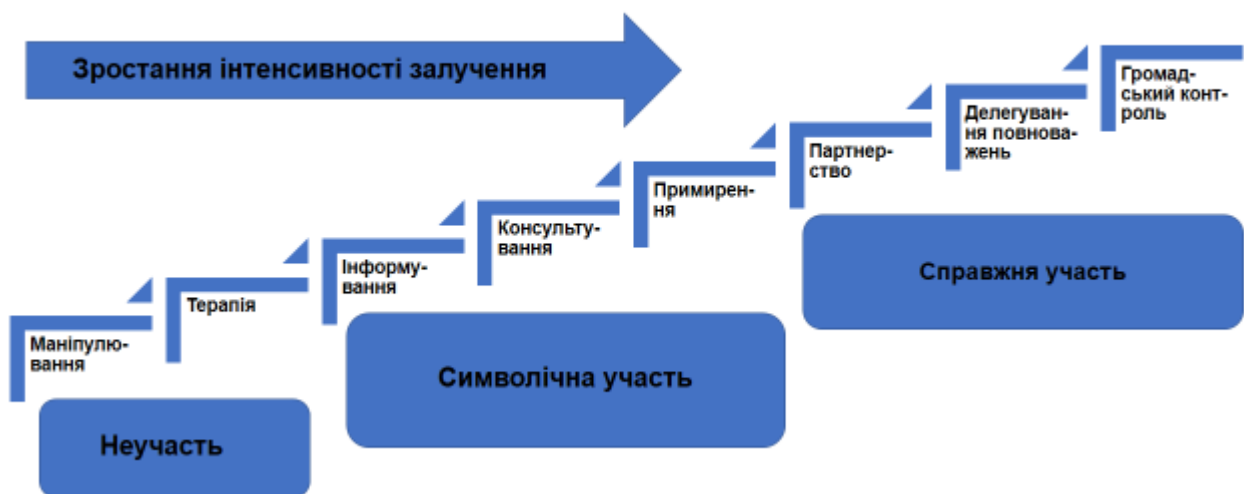 Зростання інтенсивності залучення
Громад-
ський конт-
роль
Делегуван-
ня повнова-
жень
Партнер-
ство
Примирен-
ня
Консульту-
вання
Інформу-
вання
Терапія
Маніпулю-
вання
Справжня участь
Символічна участь
Неучасть